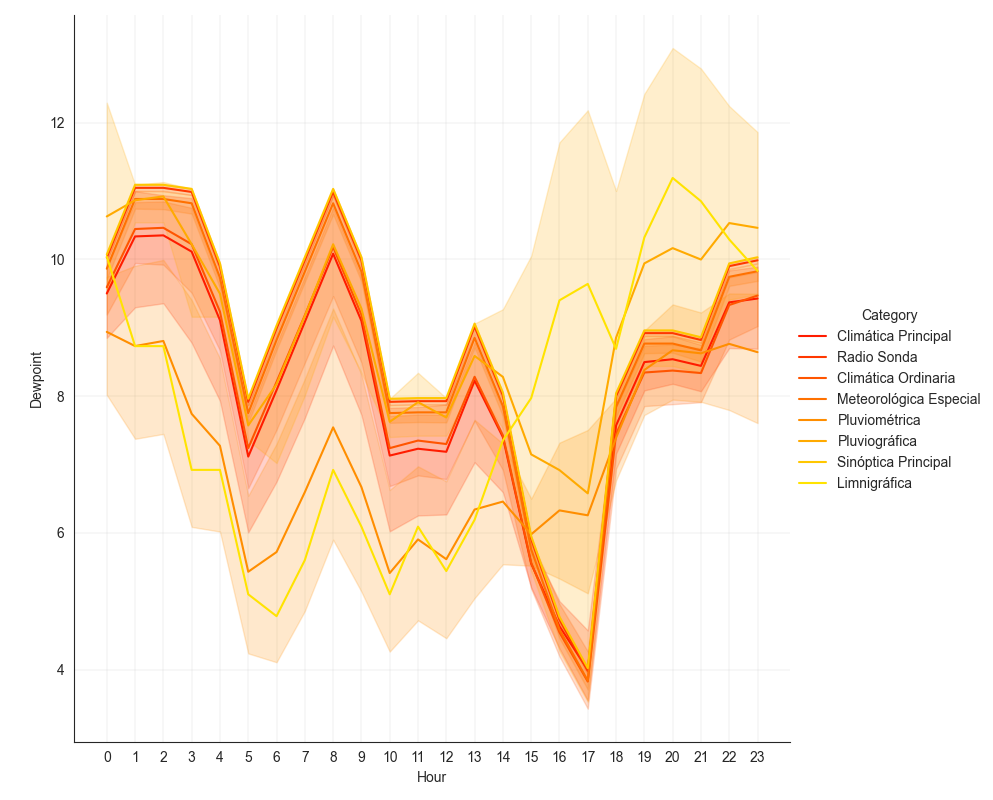 12
10
8
6
4
Dewpoint
0 1 2 3 4 5 6 7 8 9 10 11 12 13 14 15 16 17 18 19 20 21 22 23
Hour
Category
Climática Principal
Radio Sonda
Climática Ordinaria
Meteorológica Especial
Pluviométrica
Pluviográfica
Sinóptica Principal
Limnigráfica